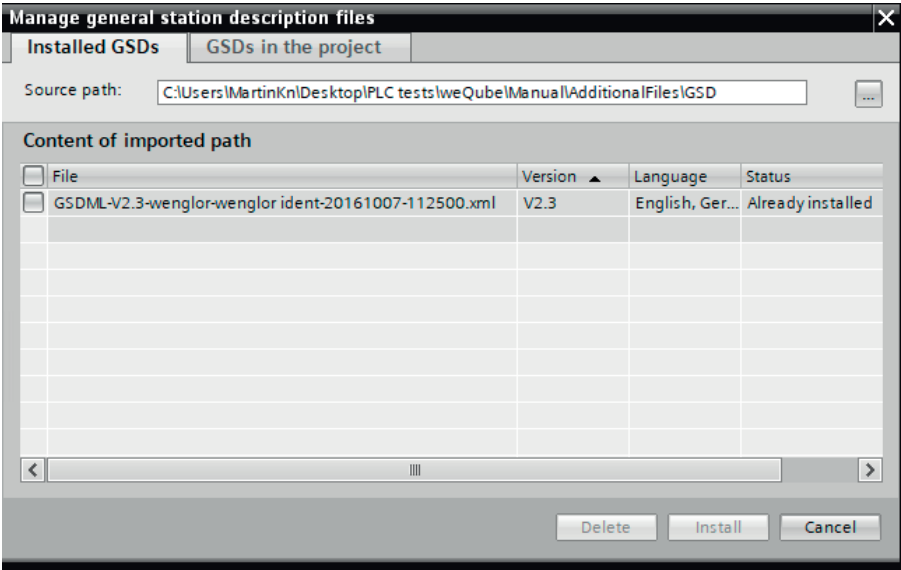 Manage general station description files
Installed GSDs GSDs in the project
Source path: C:\Users\MartinKn\Desktop\PLC tests\weQube\Manual\AdditionalFiles\GSD ...
Content of imported path
File Version Language Status
GSDML-V2.3-wenglor-wenglor ident-20161007-112500.xml V2.3 English, Ger... Already installed
Delete Install Cancel